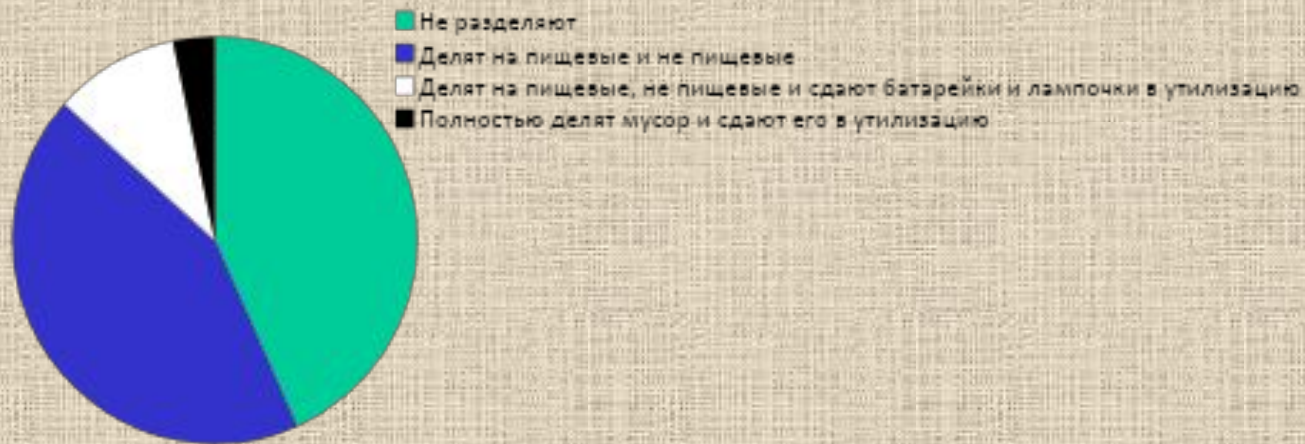 Не разделяют
Делят на пищевые и не пищевые
Делят на пищевые, не пищевые и сдают батарейки и лампочки в утилизацию
Полностью делят мусор и сдают его в утилизацию